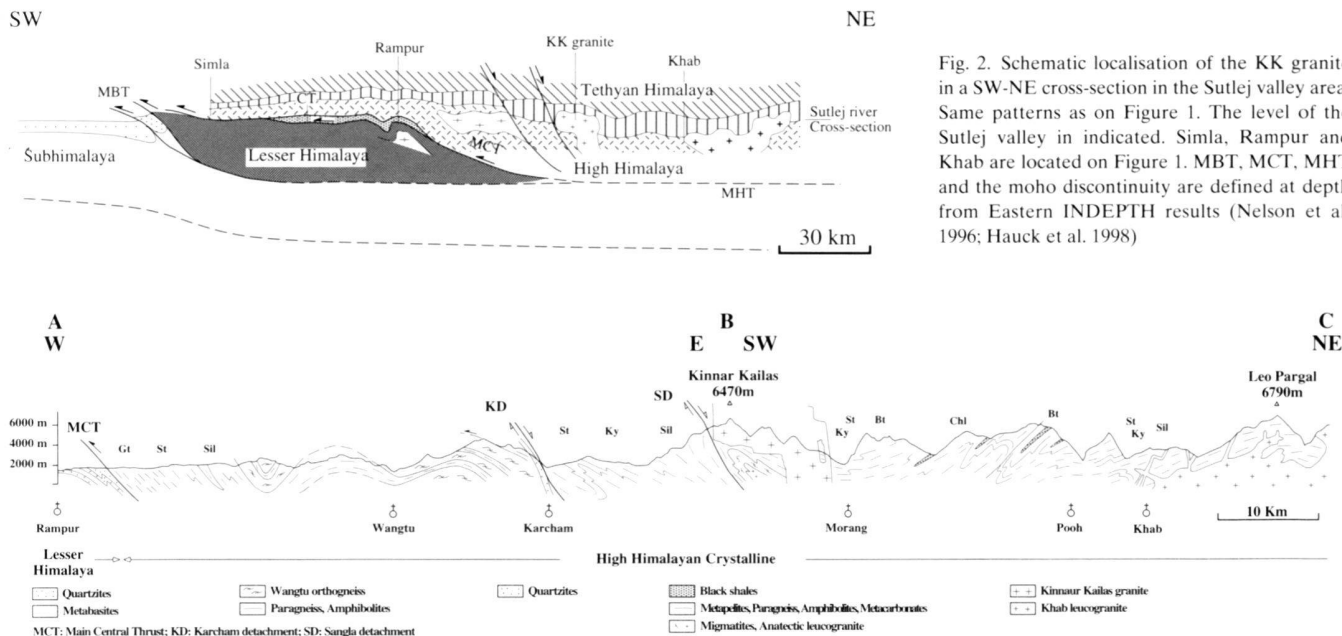 SW
NE
Simla
Rampur
KK granite
Khab
MBT
CT
Tethyan Himalaya
Sutlej river
Cross-section
MCT
Subhimalaya
Lesser Himalaya
High Himalaya
MHT
30 km
Fig. 2. Schematic localisation of the KK granite
in a SW-NE cross-section in the Sutlej valley area
Same patterns as on Figure 1. The level of the
Sutlej valley in indicated. Simla, Rampur and
Khab are located on Figure 1. MBT, MCT, MHT
and the moho discontinuity are defined at depth
from Eastern INDEPTH results (Nelson et al
1996; Hauck et al. 1998)
A
W
B
E SW
C
NE
Kinnar Kailas
6470m
Leo Pargal
6790m
6000 m
4000 m
2000 m
MCT
Gt St Sil
KD
St Ky Sil
SD
St
Ky
Bt
Chl
Bt
St
Ky
Sil
Rampur
Wangtu
Karcham
Morang
Pooh
Khab
10 Km
Lesser
Himalaya
High Himalayan Crystalline
Quartzites
Metabasites
Wangtu orthogneiss
Paragneiss, Amphibolites
Quartzites
Black shales
Metapelites, Paragneiss, Amphibolites, Metacarbonates
Migmatites, Anatectic leucogranite
Kinnaur Kailas granite
Khab leucogranite
MCT: Main Central Thrust; KD: Karcham detachment; SD: Sangla detachment